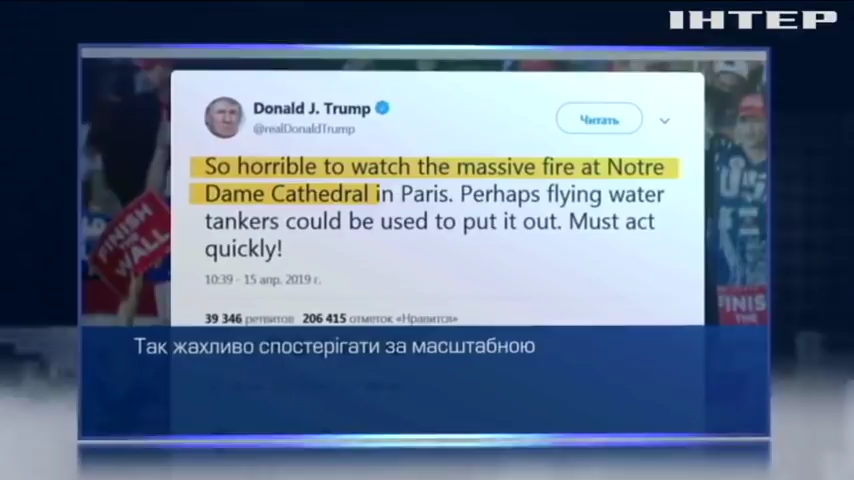 ІНТЕР
Donald J. Trump
@realDonaldTrump
Читать
So horrible to watch the massive fire at Notre
Dame Cathedral in Paris. Perhaps flying water
tankers could be used to put it out. Must act
quickly!
10:39 - 15 апр. 2019 г.
39 346 ретвитов 206 415 отметок «Нравится»
FINISH
THE
WALL
FINIS
THE
Так жахливо спостерігати за масштабною